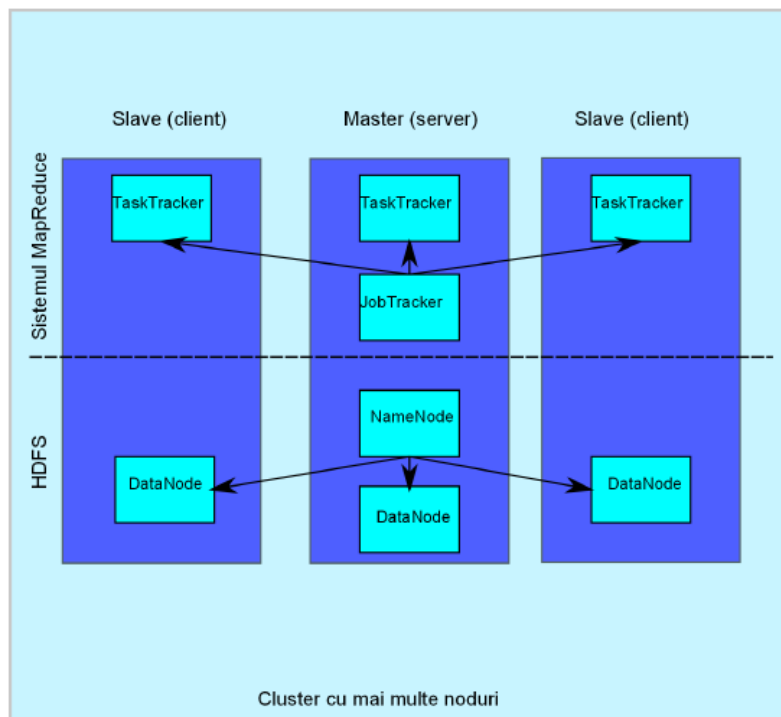 Slave (client)
Master (server)
Slave (client)
Sistemul MapReduce
TaskTracker
TaskTracker
TaskTracker
JobTracker
HDFS
NameNode
DataNode
DataNode
DataNode
Cluster cu mai multe noduri